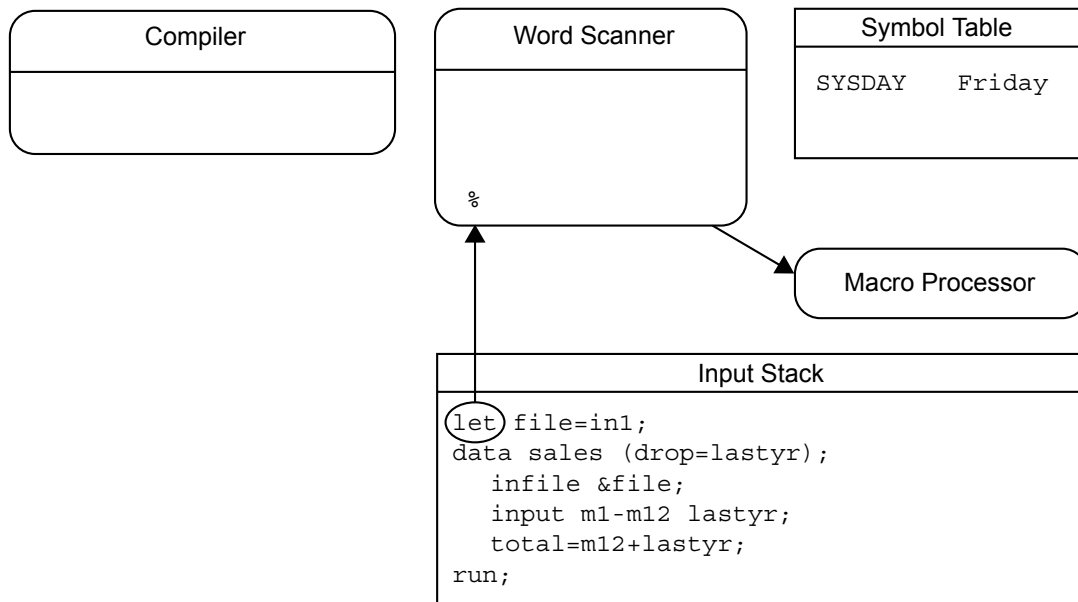 Compiler
Word Scanner
%
Symbol Table
SYSDAY Friday
Macro Processor
Input Stack
let file=in1;
data sales (drop=lastyr);
infile &file;
input m1-m12 lastyr;
total=m12+lastyr;
run;